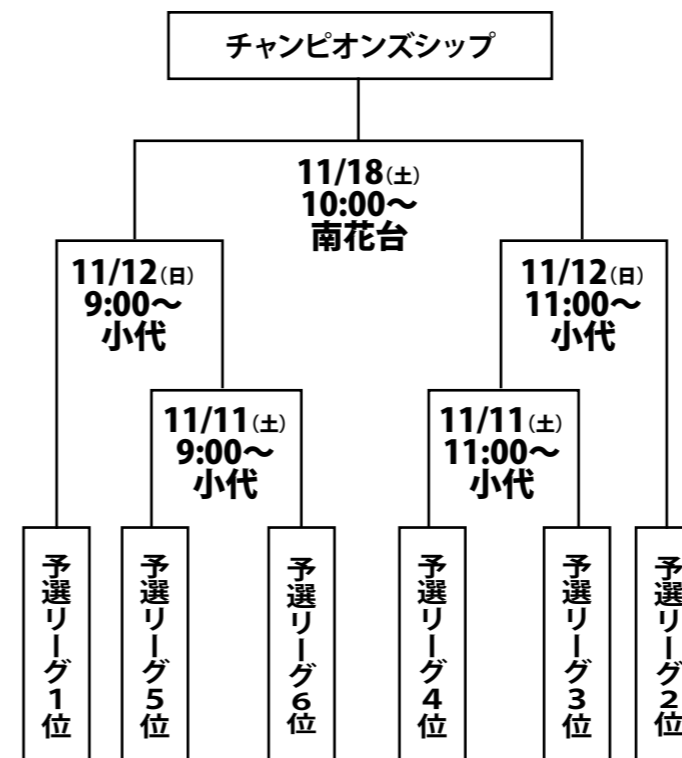 チャンピオンズシップ
11/18(土)
10:00～
南花台
11/12(日)
9:00～
小代
11/12(日)
11:00～
小代
11/11(土)
9:00～
小代
11/11(土)
11:00～
小代
予選リーグ1位
予選リーグ5位
予選リーグ6位
予選リーグ4位
予選リーグ3位
予選リーグ2位